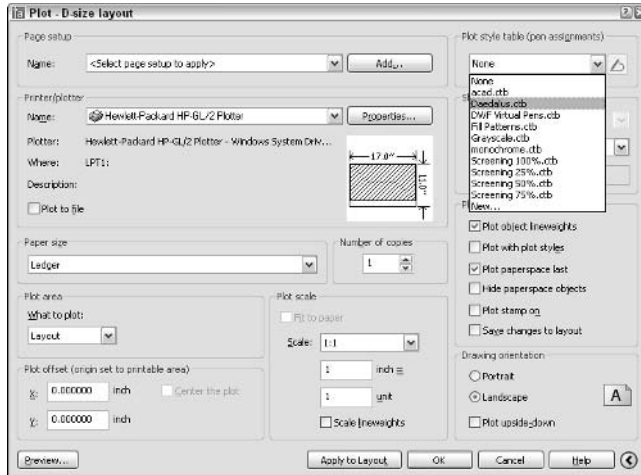 Plot - D-size layout
Page setup
Name: <Select page setup to apply> Add...
Printer/plotter
Name: Hewlett-Packard HP-GL/2 Plotter Properties...
Plotter: Hewlett-Packard HP-GL/2 Plotter - Windows System Driv...
Where: LPT1:
Description:
Plot to file
17.0"
11.0"
Paper size
Ledger
Number of copies
1
Plot area
What to plot:
Layout
Plot offset (origin set to printable area)
X: 0.000000 inch Center the plot
Y: 0.000000 inch
Plot scale
Fit to paper
Scale: 1:1
1 inch =
1 unit
Scale lineweights
Plot style table (pen assignments)
None
None
acad.ctb
Daedalus.ctb
DWF Virtual Pens.ctb
Fill Patterns.ctb
Grayscale.ctb
monochrome.ctb
Screening 100%.ctb
Screening 25%.ctb
Screening 50%.ctb
Screening 75%.ctb
New...
Plot object lineweights
Plot with plot styles
Plot paperspace last
Hide paperspace objects
Plot stamp on
Save changes to layout
Drawing orientation
Portrait
Landscape
A
Plot upside-down
Preview... Apply to Layout OK Cancel Help